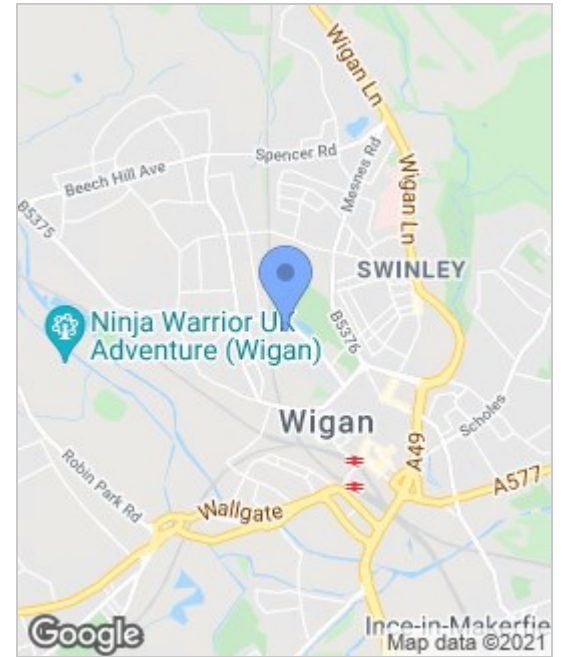 Wigan Ln
Spencer Rd
Mesnes Rd
Beech Hill Ave
B5375
Wigan Ln
SWINLEY
B5376
Ninja Warrior UK
Adventure (Wigan)
Wigan
Scholes
A49
Robin Park Rd
A577
Wallgate
Ince-in-Makerfie
Google
Map data ©2021